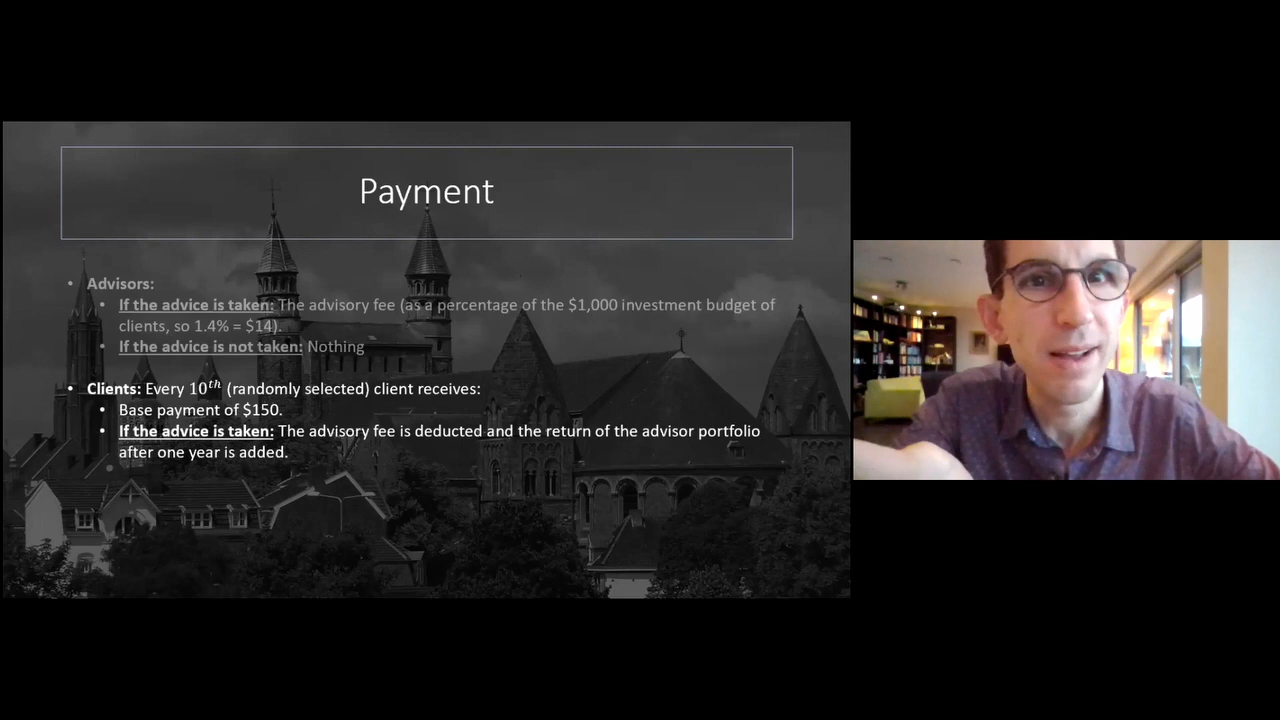 Payment
• Advisors:
• If the advice is taken: The advisory fee (as a percentage of the $1,000 investment budget of
clients, so 1.4% = $14).
• If the advice is not taken: Nothing
• Clients: Every 10th (randomly selected) client receives:
• Base payment of $150.
• If the advice is taken: The advisory fee is deducted and the return of the advisor portfolio
after one year is added.